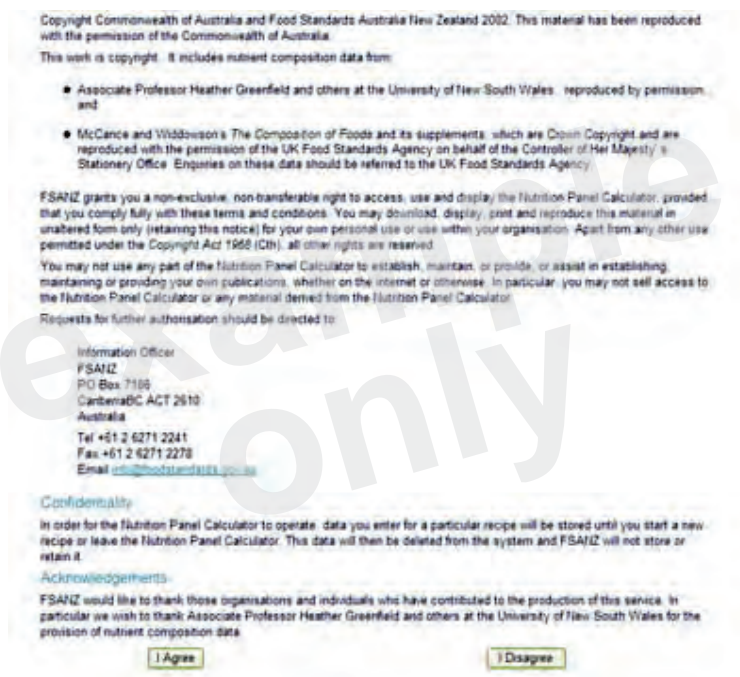 Copyright Commonwealth of Australia and Food Standards Australia New Zealand 2002. This material has been reproduced
with the permission of the Commonwealth of Australia.
This work is copyright. It includes nutrient composition data from:
● Associate Professor Heather Greenfield and others at the University of New South Wales, reproduced by permission,
and
● McCance and Widdowson's The Composition of Foods and its supplements, which are Crown Copyright and are
reproduced with the permission of the UK Food Standards Agency on behalf of the Controller of Her Majesty's
Stationery Office. Enquiries on these data should be referred to the UK Food Standards Agency.
FSANZ grants you a non-exclusive, non-transferable right to access, use and display the Nutrition Panel Calculator, provided
that you comply fully with these terms and conditions. You may download, display, print and reproduce this material in
unaltered form only (retaining this notice) for your own personal use or use within your organisation. Apart from any other use
permitted under the Copyright Act 1968 (Cth), all other rights are reserved.
You may not use any part of the Nutrition Panel Calculator to establish, maintain, or provide, or assist in establishing,
maintaining or providing your own publications, whether on the internet or otherwise. In particular, you may not sell access to
the Nutrition Panel Calculator or any material derived from the Nutrition Panel Calculator.
Requests for further authorisation should be directed to:
Information Officer
FSANZ
PO Box 7186
CanberraBC ACT 2610
Australia
Tel +61 2 6271 2241
Fax +61 2 6271 2278
Email info@foodstandards.gov.au
Confidentiality
In order for the Nutrition Panel Calculator to operate, data you enter for a particular recipe will be stored until you start a new
recipe or leave the Nutrition Panel Calculator. This data will then be deleted from the system and FSANZ will not store or
retain it.
Acknowledgements
FSANZ would like to thank those organisations and individuals who have contributed to the production of this service. In
particular we wish to thank Associate Professor Heather Greenfield and others at the University of New South Wales for the
provision of nutrient composition data.
I Agree I Disagree
example
only